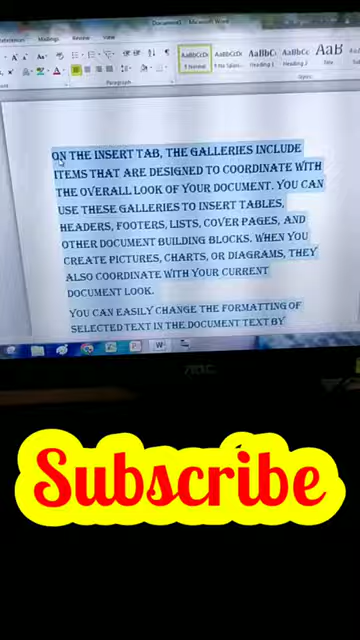 Document1 - Microsoft Word
Mailings Review View
AaBbCcDc AaBbCcDc AaBbC AaBbCc AaB AaBbCc
¶ Normal ¶ No Spaci... Heading 1 Heading 2 Title
Paragraph Styles
ON THE INSERT TAB, THE GALLERIES INCLUDE
ITEMS THAT ARE DESIGNED TO COORDINATE WITH
THE OVERALL LOOK OF YOUR DOCUMENT. YOU CAN
USE THESE GALLERIES TO INSERT TABLES,
HEADERS, FOOTERS, LISTS, COVER PAGES, AND
OTHER DOCUMENT BUILDING BLOCKS. WHEN YOU
CREATE PICTURES, CHARTS, OR DIAGRAMS, THEY
ALSO COORDINATE WITH YOUR CURRENT
DOCUMENT LOOK.
YOU CAN EASILY CHANGE THE FORMATTING OF
SELECTED TEXT IN THE DOCUMENT TEXT BY
AOC
Subscribe